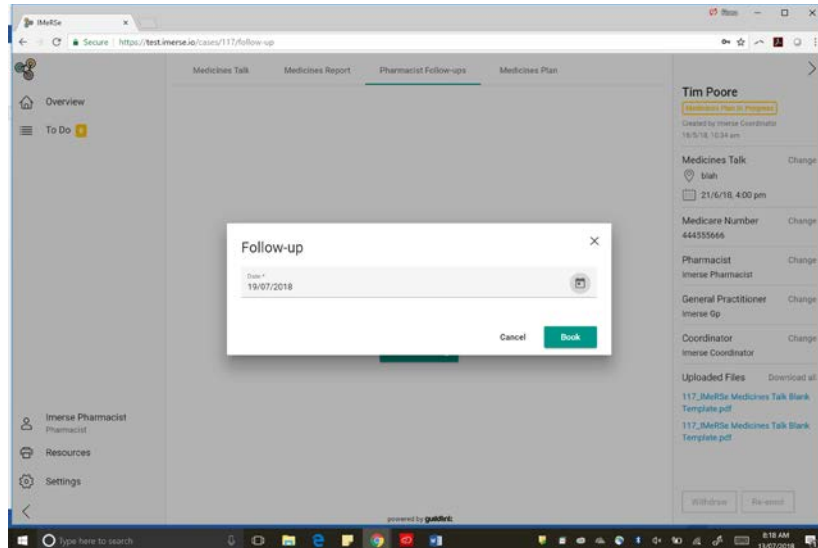 IMeRSe
Secure | https://test.imerse.io/cases/117/follow-up
Medicines Talk
Medicines Report
Pharmacist Follow-ups
Medicines Plan
Overview
To Do
Follow-up
Date *
19/07/2018
Cancel
Book
Imerse Pharmacist
Pharmacist
Resources
Settings
powered by guildlink
Tim Poore
Medicines Plan In Progress
Created by Imerse Coordinator
18/5/18, 10:34 am
Medicines Talk Change
blah
21/6/18, 4:00 pm
Medicare Number Change
444555666
Pharmacist Change
Imerse Pharmacist
General Practitioner Change
Imerse Gp
Coordinator Change
Imerse Coordinator
Uploaded Files Download all
117_IMeRSe Medicines Talk Blank
Template.pdf
117_IMeRSe Medicines Talk Blank
Template.pdf
Withdraw
Type here to search
8:18 AM
13/07/2018